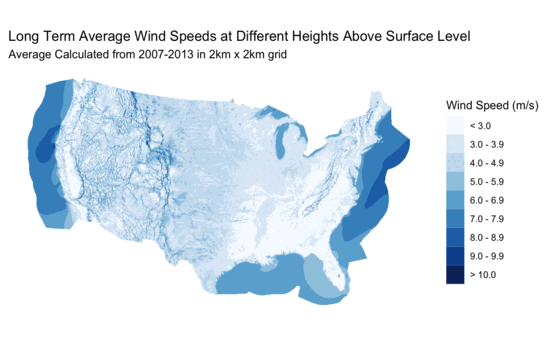 Long Term Average Wind Speeds at Different Heights Above Surface Level
Average Calculated from 2007-2013 in 2km x 2km grid
Wind Speed (m/s)
< 3.0
3.0 - 3.9
4.0 - 4.9
5.0 - 5.9
6.0 - 6.9
7.0 - 7.9
8.0 - 8.9
9.0 - 9.9
> 10.0